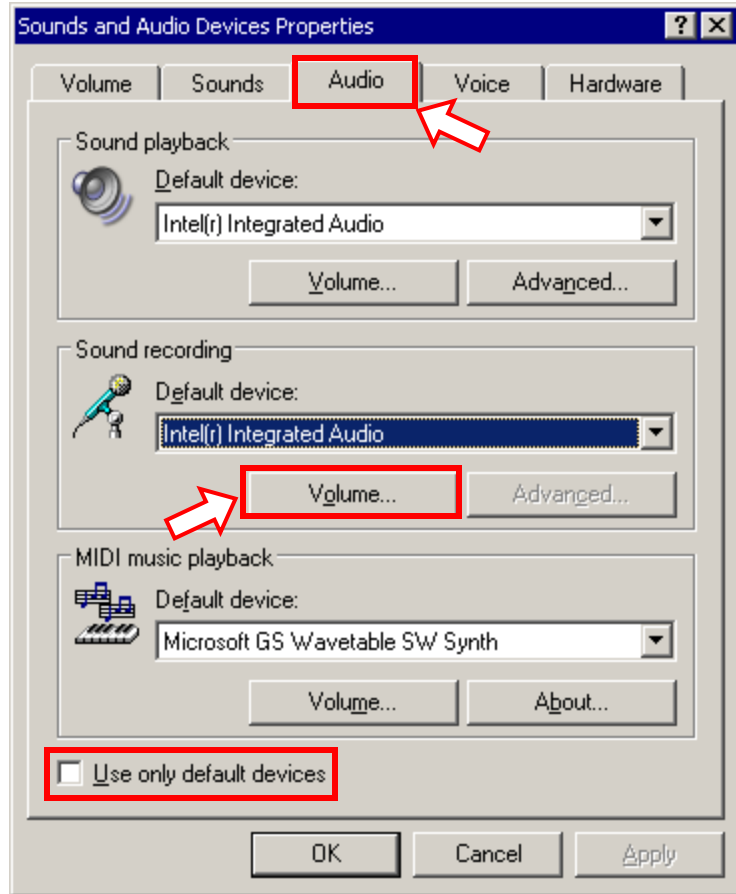 Sounds and Audio Devices Properties
Volume Sounds Audio Voice Hardware
Sound playback
Default device:
Intel(r) Integrated Audio
Volume... Advanced...
Sound recording
Default device:
Intel(r) Integrated Audio
Volume... Advanced...
MIDI music playback
Default device:
Microsoft GS Wavetable SW Synth
Volume... About...
Use only default devices
OK Cancel Apply